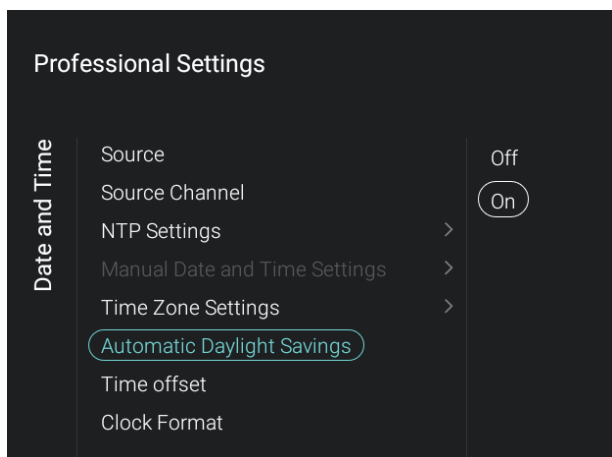 Professional Settings
Date and Time
Source
Source Channel
NTP Settings
Manual Date and Time Settings
Time Zone Settings
Automatic Daylight Savings
Time offset
Clock Format
Off
On